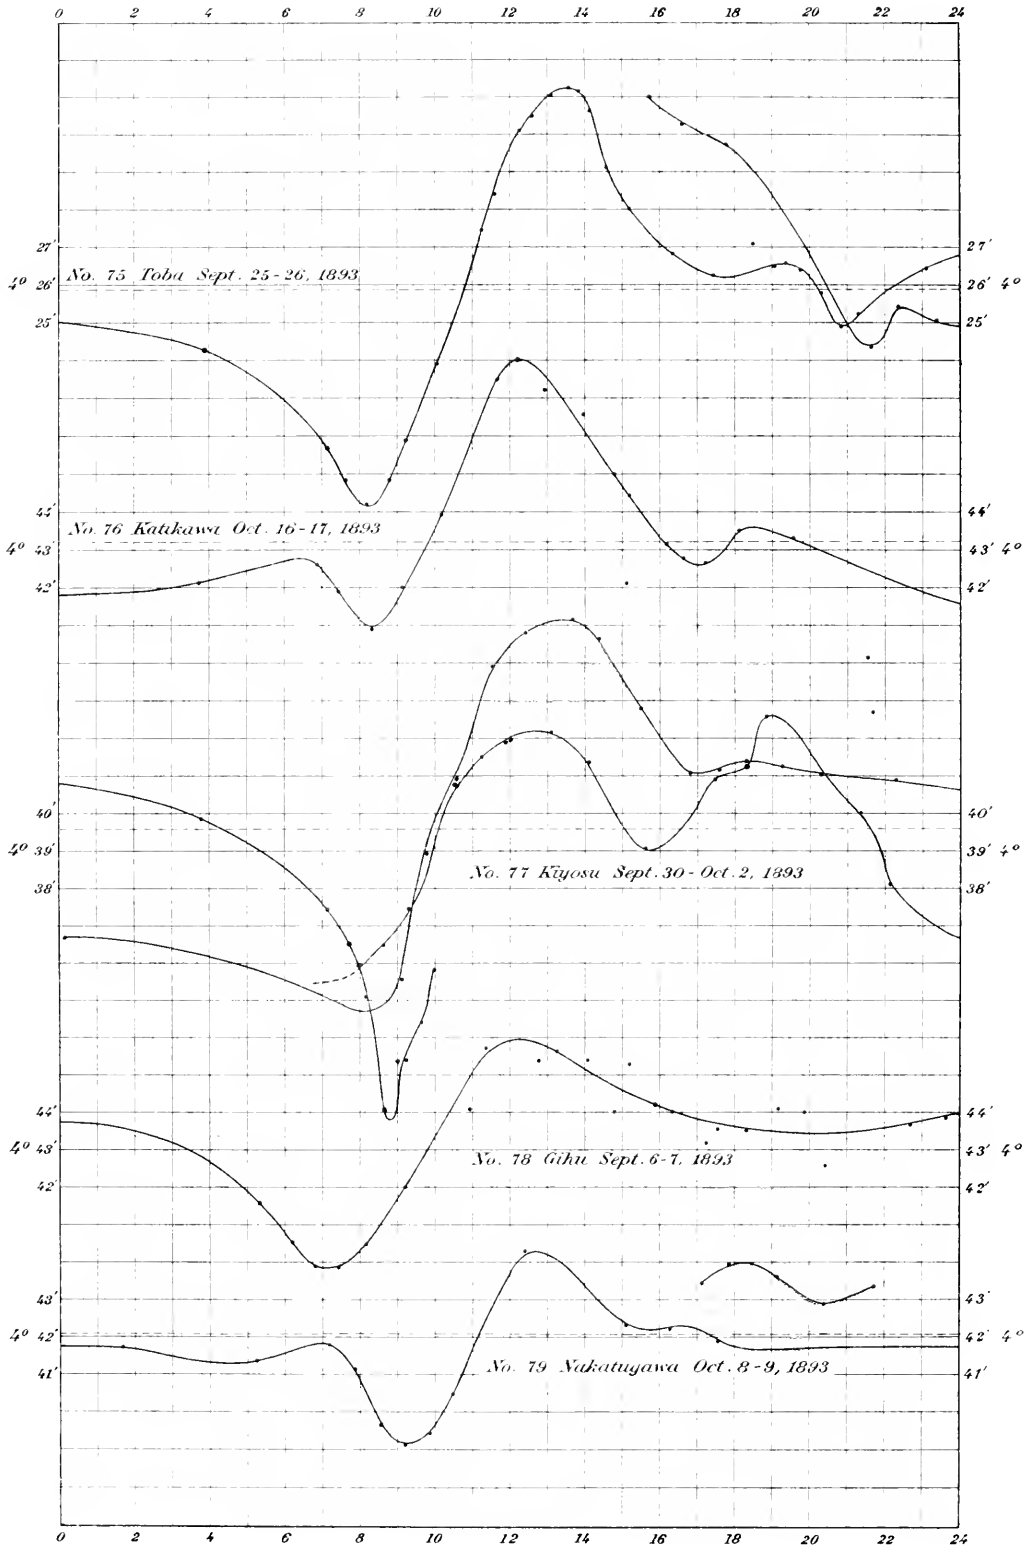 0 2 4 6 8 10 12 14 16 18 20 22 24
27' 27'
No. 75 Toba Sept. 25-26, 1893
4° 26' 26' 4°
25' 25'
44' 44'
No. 76 Katikawa Oct. 16-17, 1893
4° 43' 43' 4°
42' 42'
40' 40'
4° 39' 39' 4°
No. 77 Kiyosu Sept. 30-Oct. 2, 1893
38' 38'
44' 44'
4° 43' 43' 4°
No. 78 Gihu Sept. 6-7, 1893
42' 42'
43' 43'
4° 42' 42' 4°
No. 79 Nakatugawa Oct. 8-9, 1893
41' 41'
0 2 4 6 8 10 12 14 16 18 20 22 24